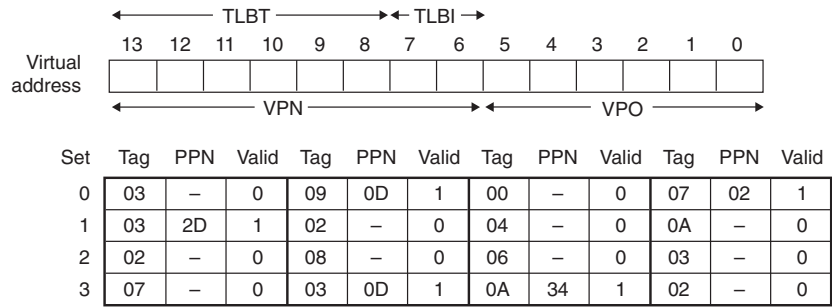 TLBT TLBI
13 12 11 10 9 8 7 6 5 4 3 2 1 0
Virtual
address
VPN VPO
Set Tag PPN Valid Tag PPN Valid Tag PPN Valid Tag PPN Valid
0 03 – 0 09 0D 1 00 – 0 07 02 1
1 03 2D 1 02 – 0 04 – 0 0A – 0
2 02 – 0 08 – 0 06 – 0 03 – 0
3 07 – 0 03 0D 1 0A 34 1 02 – 0